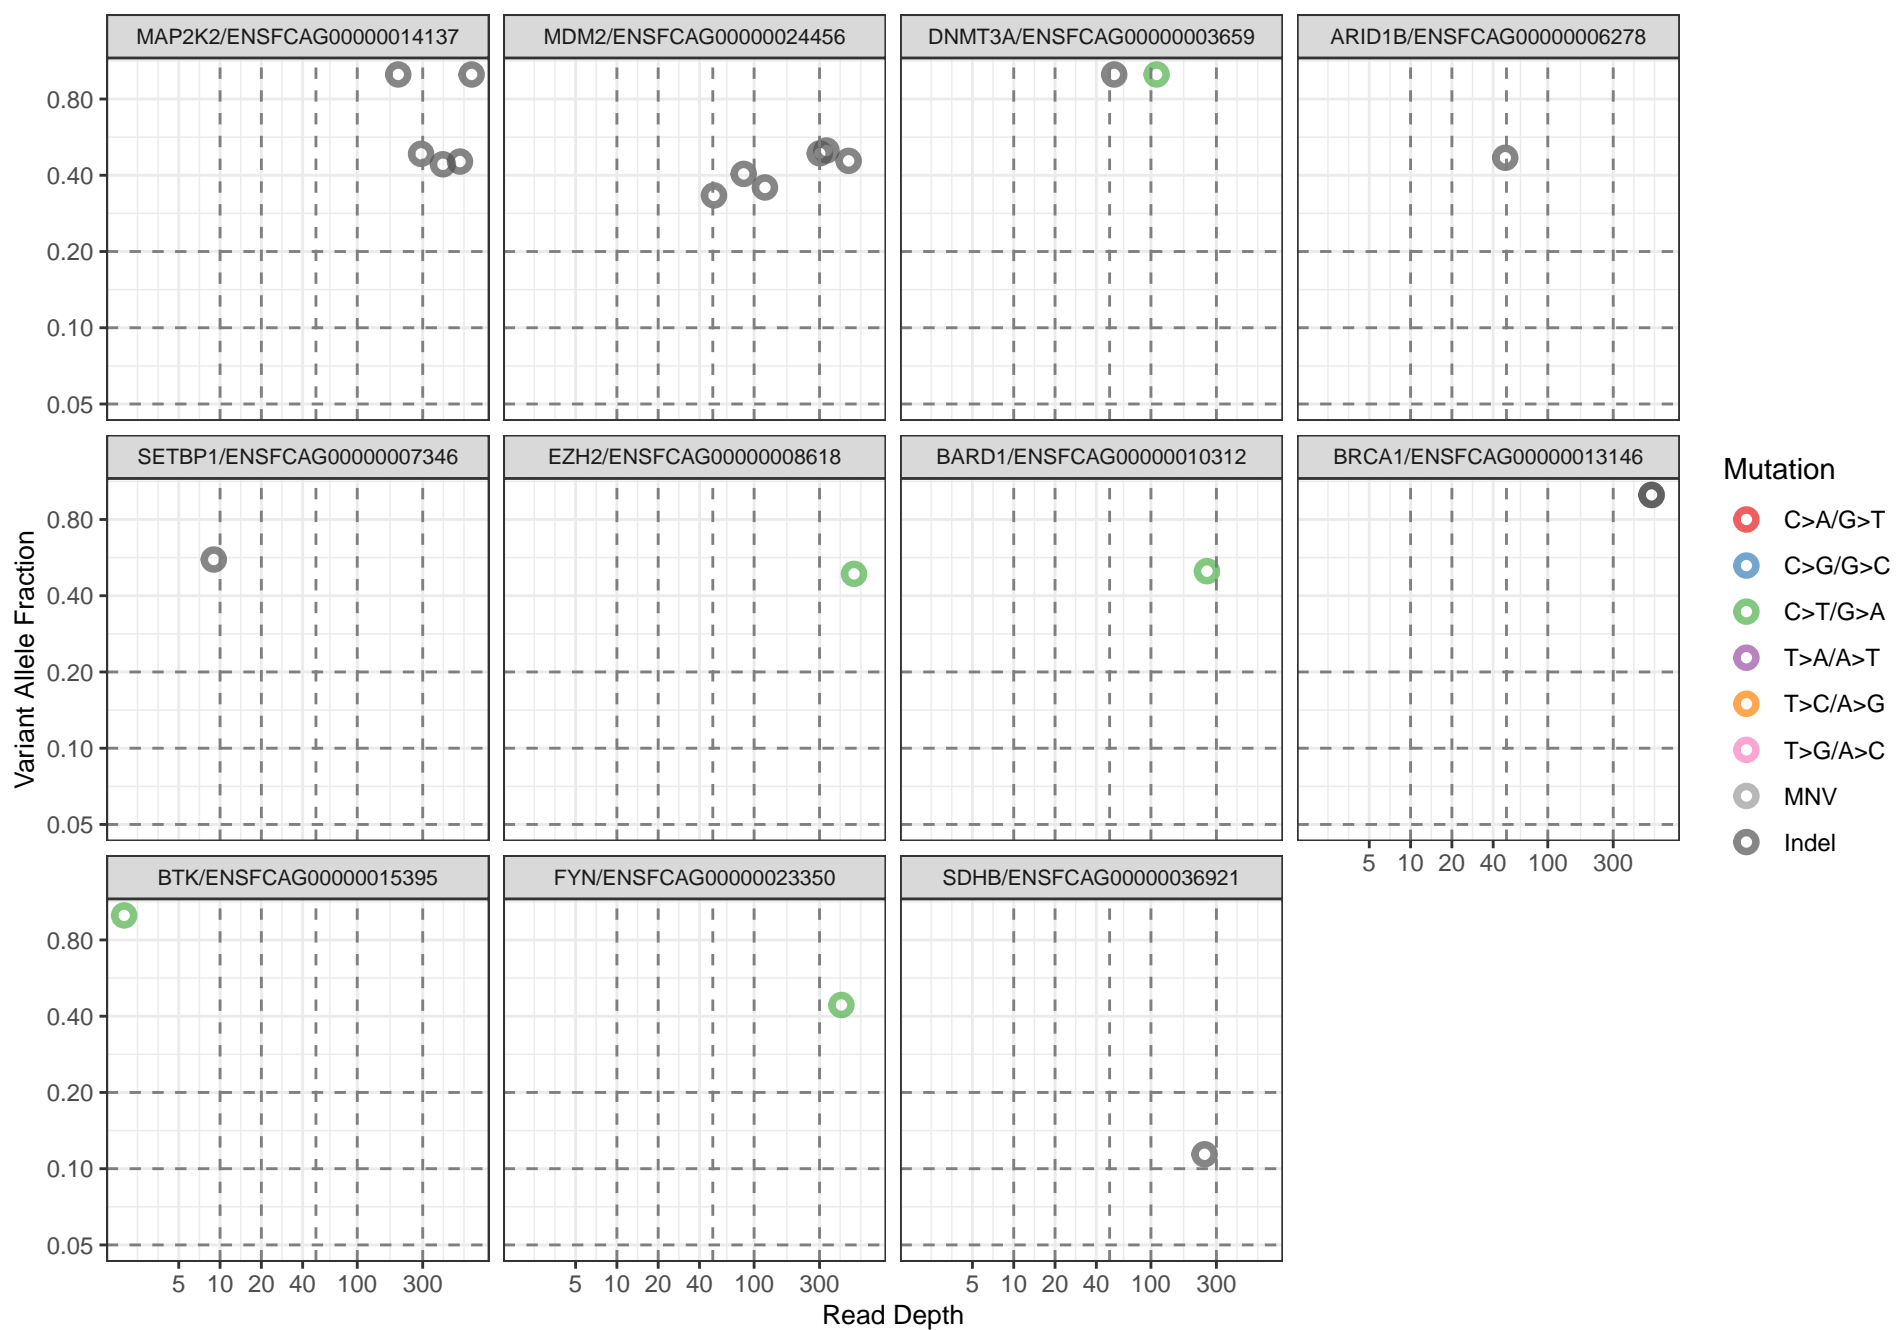 MAP2K2/ENSFCAG00000014137
MDM2/ENSFCAG00000024456
DNMT3A/ENSFCAG00000003659
ARID1B/ENSFCAG00000006278
0.80
0.40
0.20
0.10
0.05
SETBP1/ENSFCAG00000007346
EZH2/ENSFCAG00000008618
BARD1/ENSFCAG00000010312
BRCA1/ENSFCAG00000013146
0.80
0.40
0.20
0.10
0.05
5 10 20 40 100 300
BTK/ENSFCAG00000015395
FYN/ENSFCAG00000023350
SDHB/ENSFCAG00000036921
0.80
0.40
0.20
0.10
0.05
5 10 20 40 100 300
5 10 20 40 100 300
5 10 20 40 100 300
Read Depth
Variant Allele Fraction
Mutation
C>A/G>T
C>G/G>C
C>T/G>A
T>A/A>T
T>C/A>G
T>G/A>C
MNV
Indel